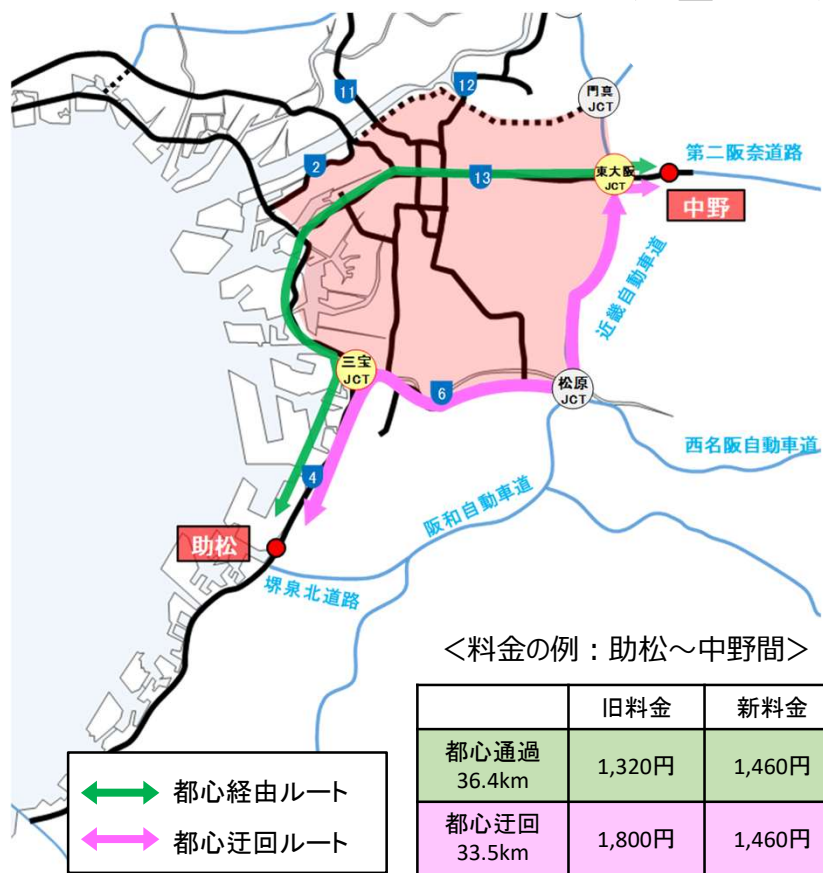 12
11
門真
JCT
2
第二阪奈道路
13
東大阪
JCT
中野
近畿自動車道
三宝
JCT
6
松原
JCT
西名阪自動車道
4
阪和自動車道
助松
堺泉北道路
＜料金の例：助松～中野間＞
旧料金 新料金
都心通過
36.4km 1,320円 1,460円
都心迂回
33.5km 1,800円 1,460円
都心経由ルート
都心迂回ルート